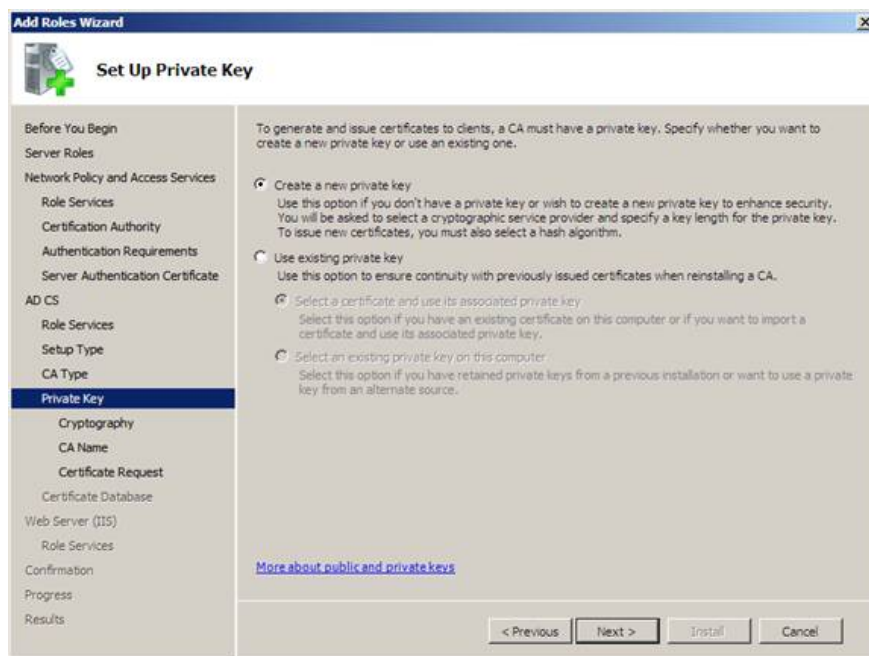 Add Roles Wizard
Set Up Private Key
Before You Begin
Server Roles
Network Policy and Access Services
Role Services
Certification Authority
Authentication Requirements
Server Authentication Certificate
AD CS
Role Services
Setup Type
CA Type
Private Key
Cryptography
CA Name
Certificate Request
Certificate Database
Web Server (IIS)
Role Services
Confirmation
Progress
Results
To generate and issue certificates to clients, a CA must have a private key. Specify whether you want to
create a new private key or use an existing one.
Create a new private key
Use this option if you don't have a private key or wish to create a new private key to enhance security.
You will be asked to select a cryptographic service provider and specify a key length for the private key.
To issue new certificates, you must also select a hash algorithm.
Use existing private key
Use this option to ensure continuity with previously issued certificates when reinstalling a CA.
Select a certificate and use its associated private key
Select this option if you have an existing certificate on this computer or if you want to import a
certificate and use its associated private key.
Select an existing private key on this computer
Select this option if you have retained private keys from a previous installation or want to use a private
key from an alternate source.
More about public and private keys
< Previous
Next >
Install
Cancel